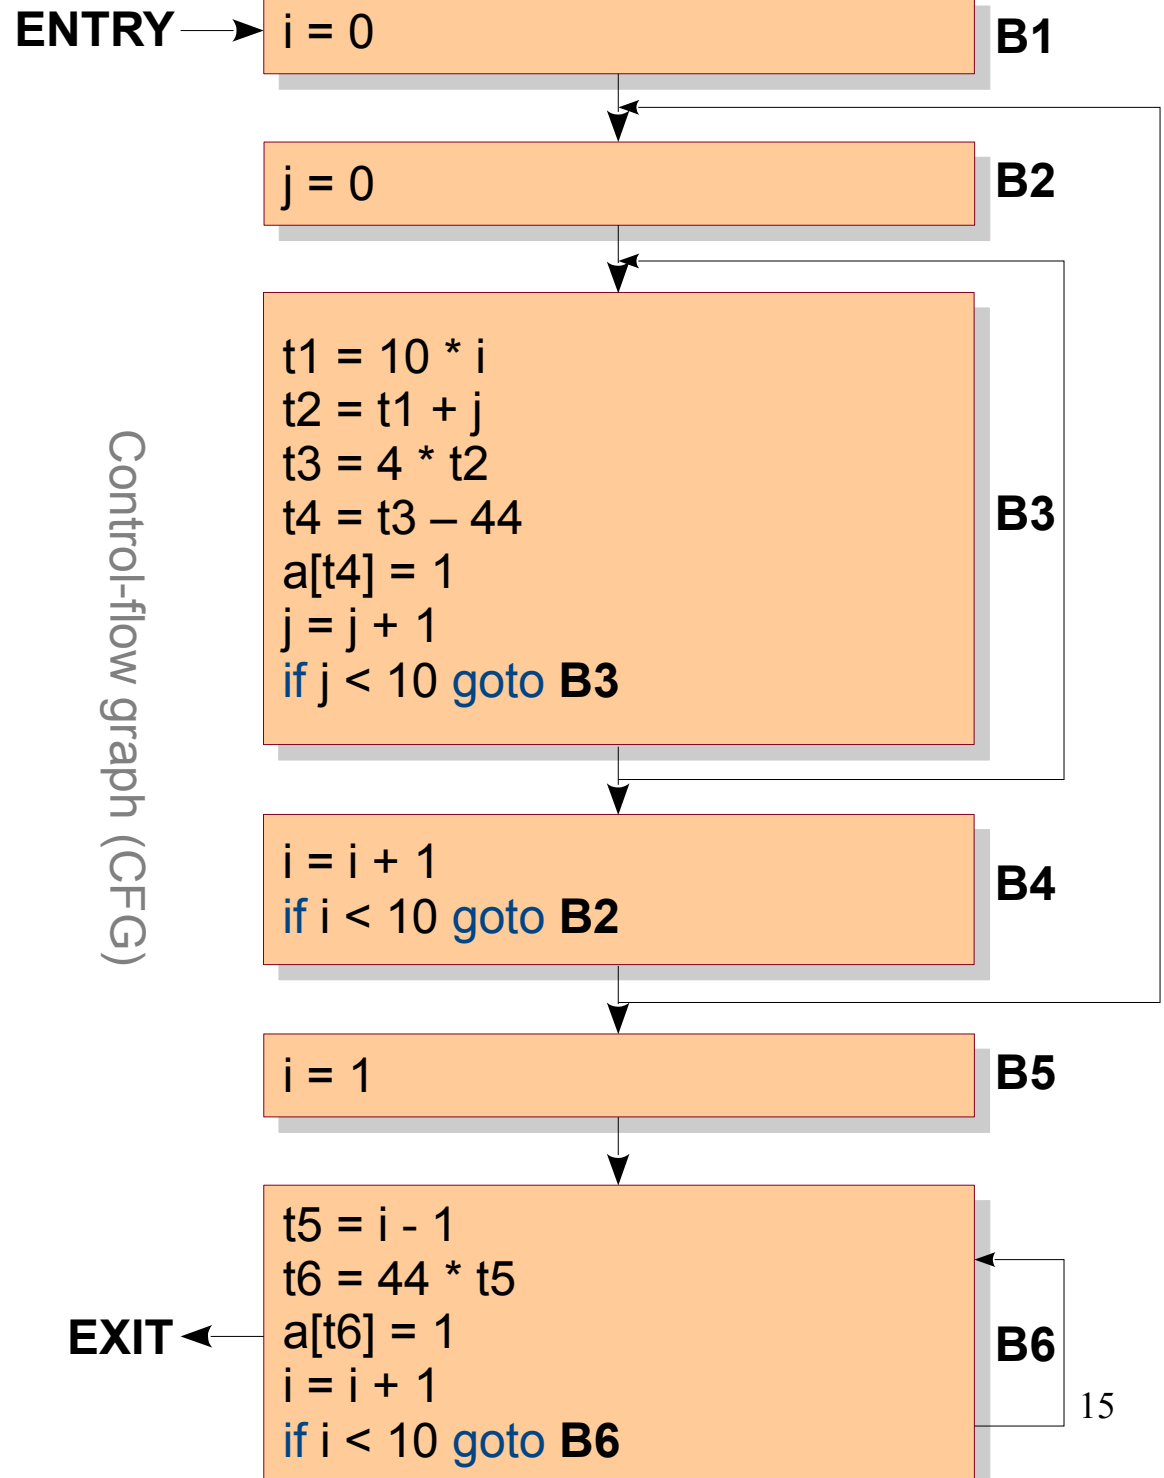 ENTRY
i = 0
B1
j = 0
B2
t1 = 10 * i
t2 = t1 + j
t3 = 4 * t2
t4 = t3 – 44
a[t4] = 1
j = j + 1
if j < 10 goto B3
B3
Control-flow graph (CFG)
i = i + 1
if i < 10 goto B2
B4
i = 1
B5
t5 = i - 1
t6 = 44 * t5
a[t6] = 1
i = i + 1
if i < 10 goto B6
EXIT
B6
15